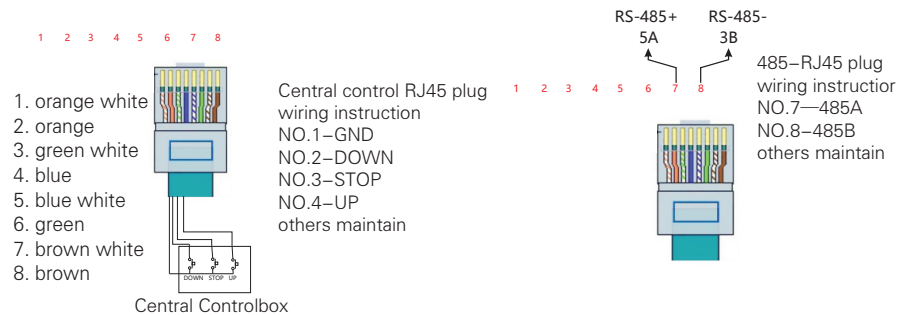 1 2 3 4 5 6 7 8
1. orange white
2. orange
3. green white
4. blue
5. blue white
6. green
7. brown white
8. brown
Central control RJ45 plug
wiring instruction
NO.1–GND
NO.2–DOWN
NO.3–STOP
NO.4–UP
others maintain
DOWN STOP UP
Central Controlbox
RS-485+ RS-485-
5A 3B
1 2 3 4 5 6 7 8
485–RJ45 plug
wiring instructior
NO.7—485A
NO.8–485B
others maintain